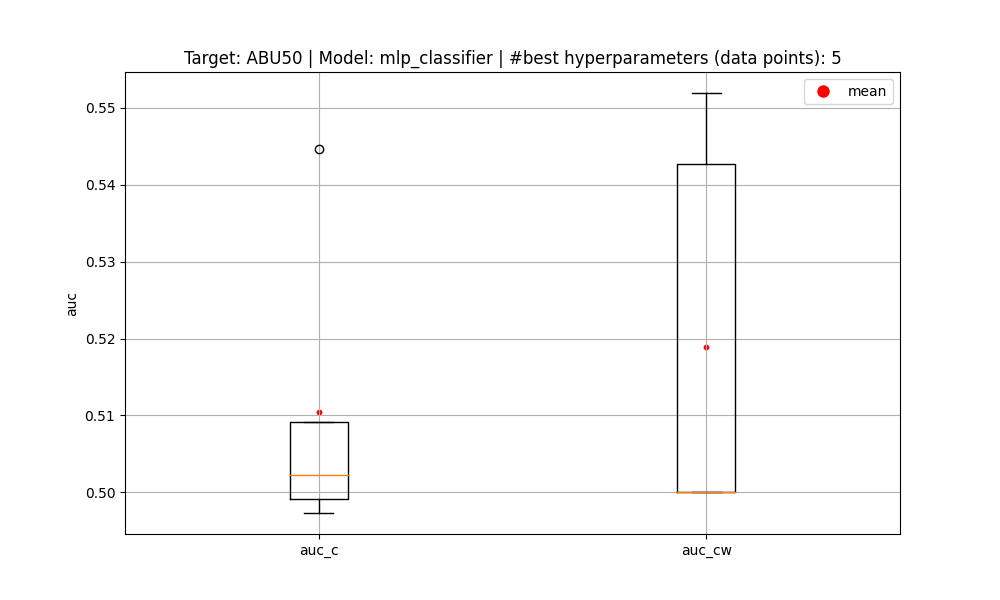 Target: ABU50 | Model: mlp_classifier | #best hyperparameters (data points): 5
mean
0.55
0.54
0.53
0.52
0.51
0.50
auc
auc_c
auc_cw